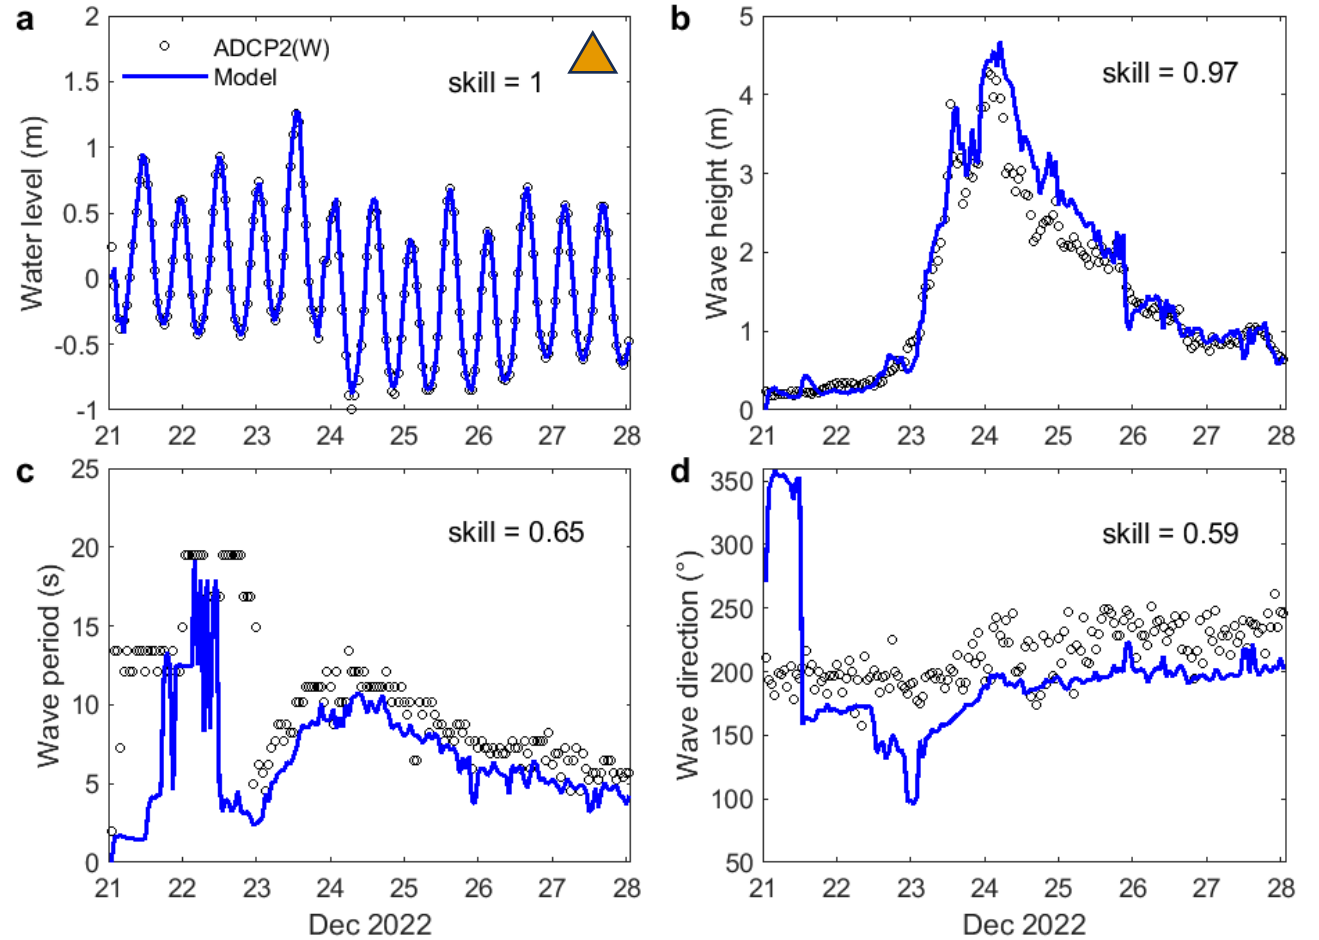 a
2
1.5
1
0.5
0
-0.5
-1
Water level (m)
ADCP2(W)
Model
skill = 1
21 22 23 24 25 26 27 28
b
5
4
3
2
1
0
Wave height (m)
skill = 0.97
21 22 23 24 25 26 27 28
c
25
20
15
10
5
0
Wave period (s)
skill = 0.65
21 22 23 24 25 26 27 28
Dec 2022
d
350
300
250
200
150
100
50
Wave direction (°)
skill = 0.59
21 22 23 24 25 26 27 28
Dec 2022